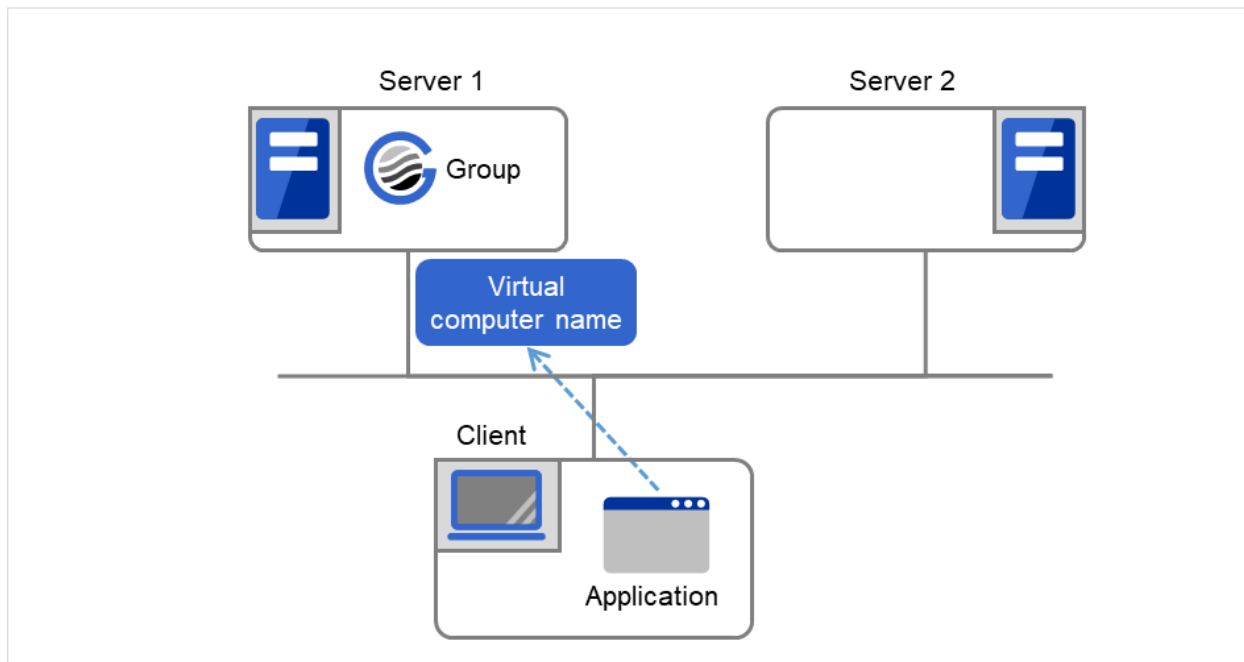 Server 1
Server 2
Group
Virtual
computer name
Client
Application